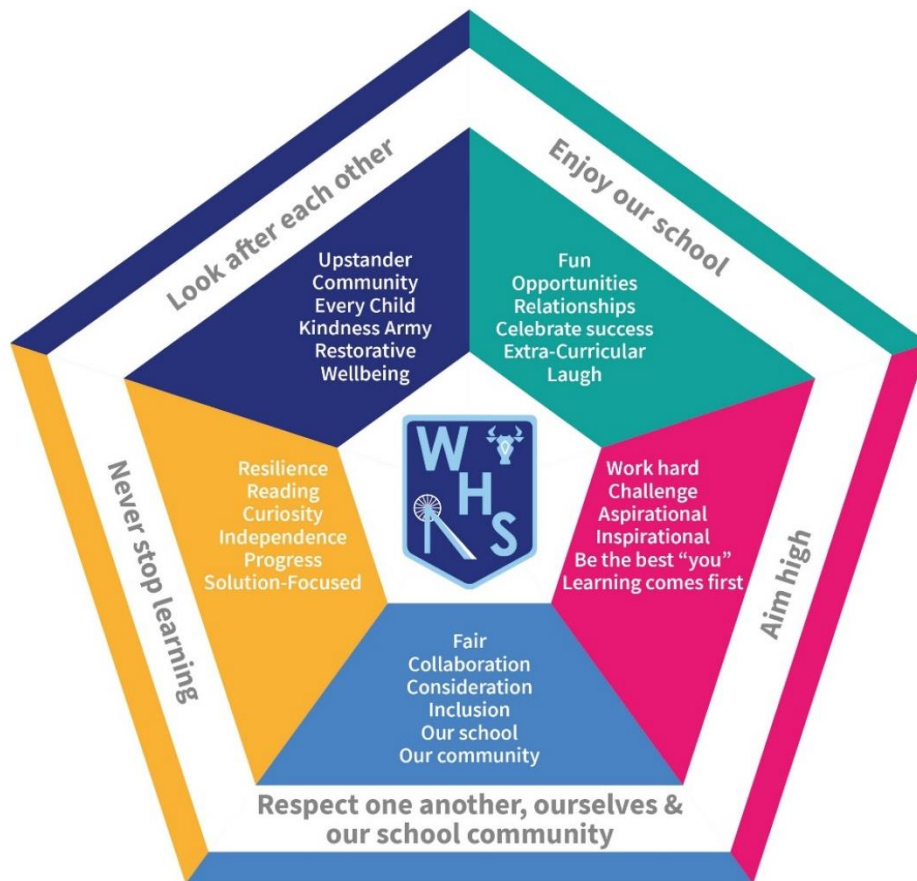 Look after each other
Upstander
Community
Every Child
Kindness Army
Restorative
Wellbeing
Enjoy our school
Fun
Opportunities
Relationships
Celebrate success
Extra-Curricular
Laugh
Never stop learning
Resilience
Reading
Curiosity
Independence
Progress
Solution-Focused
W
H
S
Work hard
Challenge
Aspirational
Inspirational
Be the best “you”
Learning comes first
Aim high
Fair
Collaboration
Consideration
Inclusion
Our school
Our community
Respect one another, ourselves &
our school community